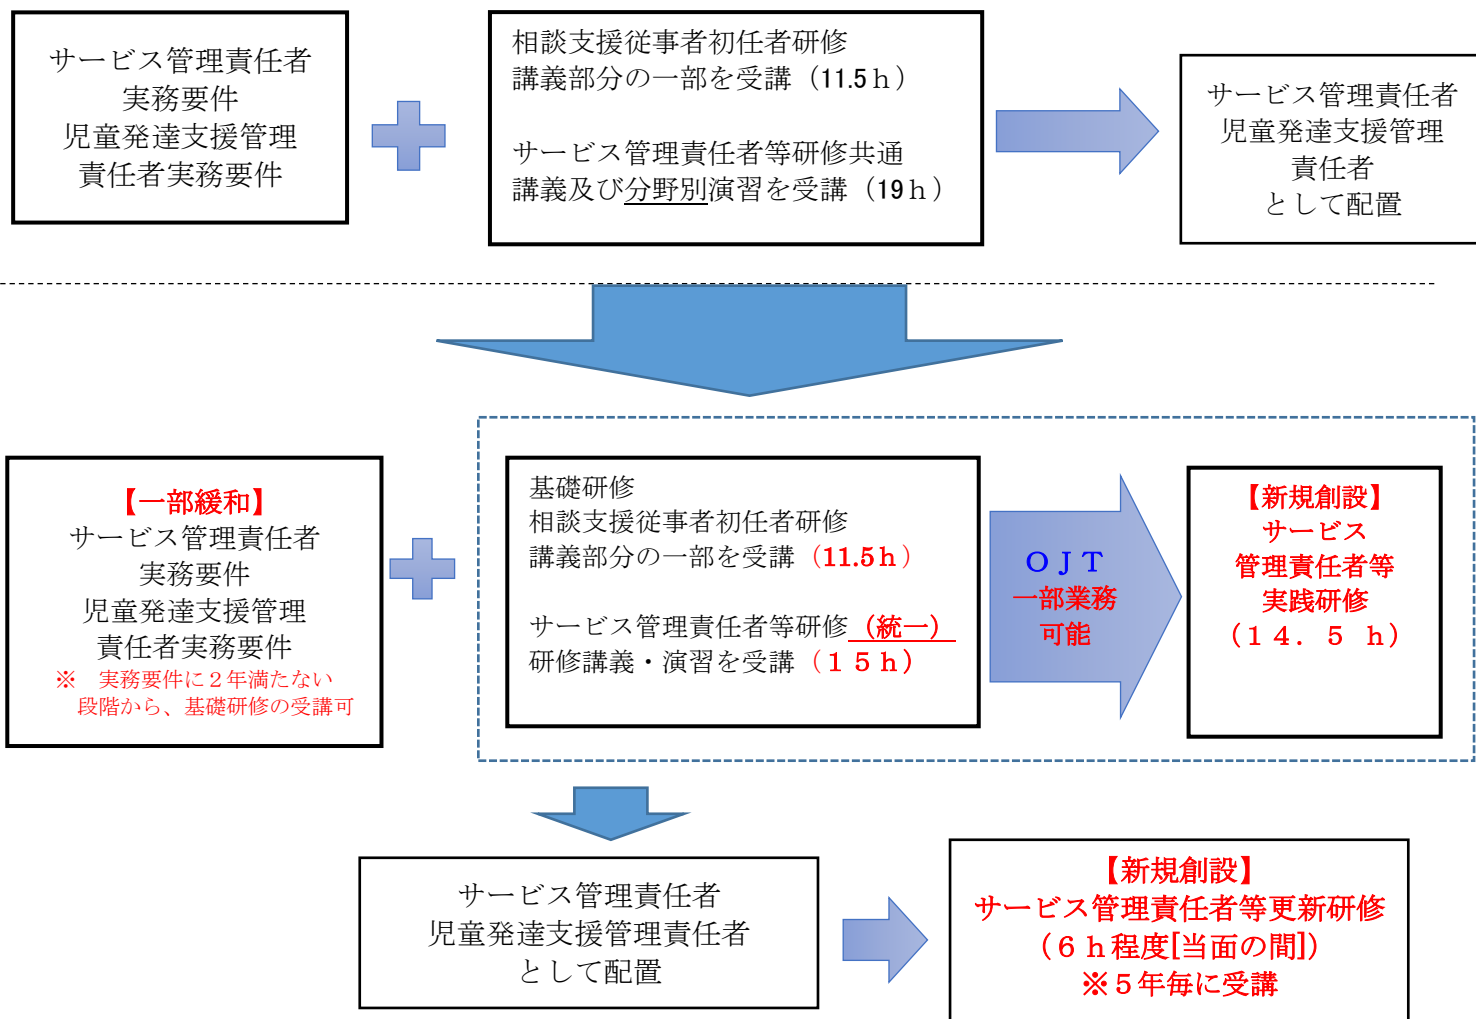 サービス管理責任者
実務要件
児童発達支援管理
責任者実務要件
相談支援従事者初任者研修
講義部分の一部を受講（11.5ｈ）
サービス管理責任者等研修共通
講義及び分野別演習を受講（19ｈ）
サービス管理責任者
児童発達支援管理
責任者
として配置
【一部緩和】
サービス管理責任者
実務要件
児童発達支援管理
責任者実務要件
※　実務要件に２年満たない
段階から、基礎研修の受講可
基礎研修
相談支援従事者初任者研修
講義部分の一部を受講（11.5ｈ）
サービス管理責任者等研修（統一）
研修講義・演習を受講（１５ｈ）
ＯＪＴ
一部業務
可能
【新規創設】
サービス
管理責任者等
実践研修
（１４．５ｈ）
サービス管理責任者
児童発達支援管理責任者
として配置
【新規創設】
サービス管理責任者等更新研修
（６ｈ程度[当面の間]）
※５年毎に受講